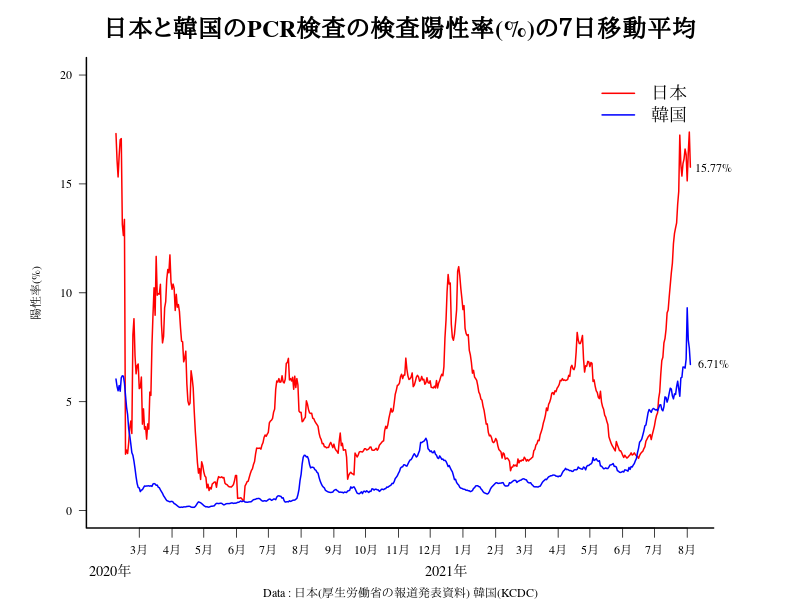 日本と韓国のPCR検査の検査陽性率(%)の7日移動平均
20
15
10
5
0
陽性率(%)
日本
韓国
15.77%
6.71%
3月 4月 5月 6月 7月 8月 9月 10月 11月 12月 1月 2月 3月 4月 5月 6月 7月 8月
2020年 2021年
Data : 日本(厚生労働省の報道発表資料) 韓国(KCDC)